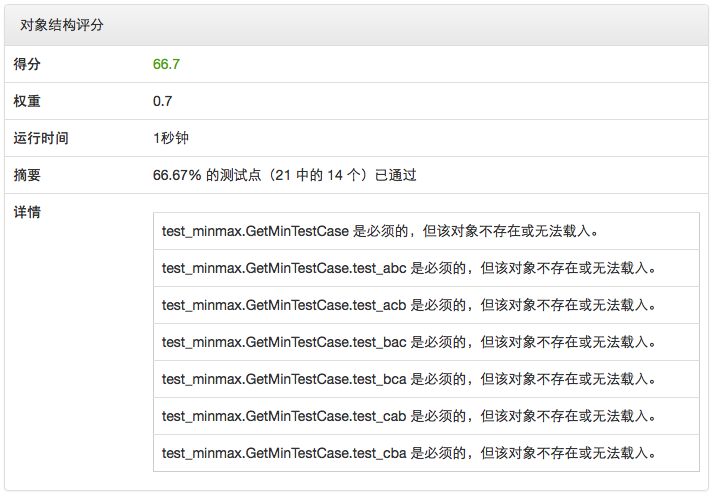 对象结构评分
得分 66.7
权重 0.7
运行时间 1秒钟
摘要 66.67% 的测试点（21 中的 14 个）已通过
详情
test_minmax.GetMinTestCase 是必须的，但该对象不存在或无法载入。
test_minmax.GetMinTestCase.test_abc 是必须的，但该对象不存在或无法载入。
test_minmax.GetMinTestCase.test_acb 是必须的，但该对象不存在或无法载入。
test_minmax.GetMinTestCase.test_bac 是必须的，但该对象不存在或无法载入。
test_minmax.GetMinTestCase.test_bca 是必须的，但该对象不存在或无法载入。
test_minmax.GetMinTestCase.test_cab 是必须的，但该对象不存在或无法载入。
test_minmax.GetMinTestCase.test_cba 是必须的，但该对象不存在或无法载入。